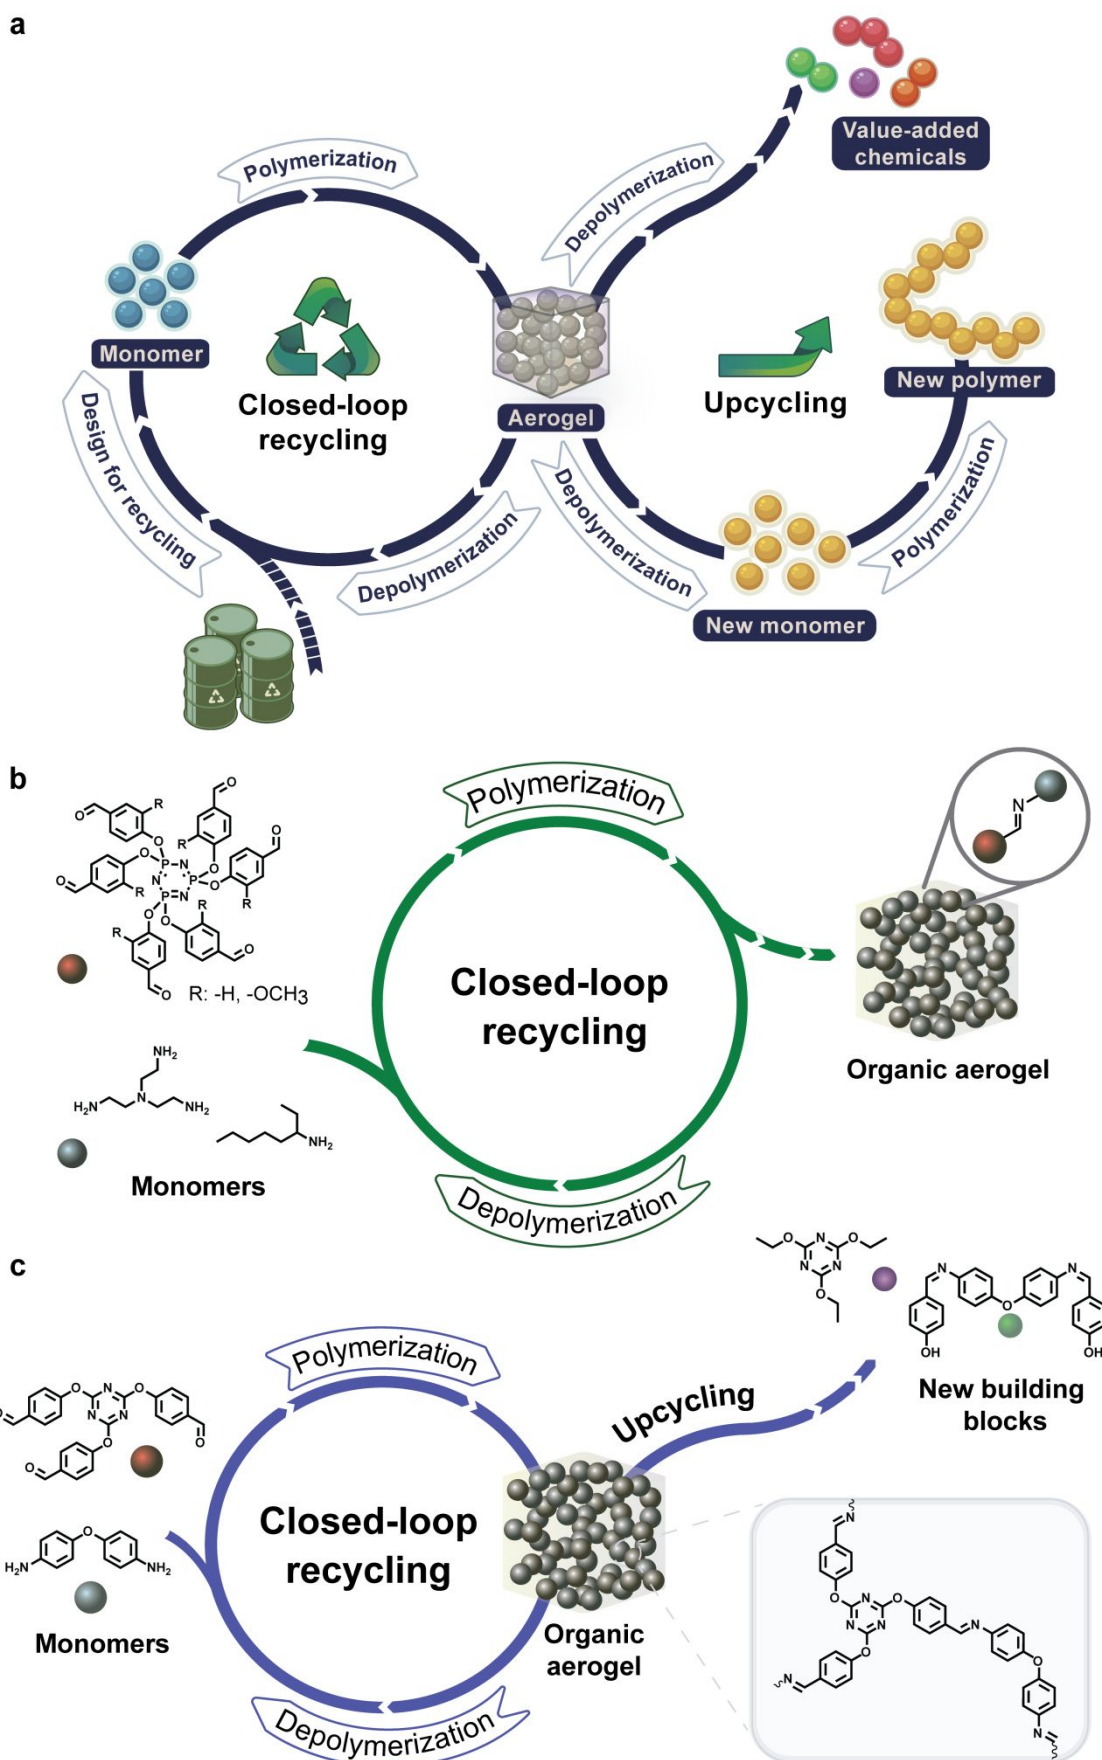 a
Polymerization
Depolymerization
Value-added
chemicals
Monomer
Closed-loop
recycling
Aerogel
Upcycling
New polymer
Design for recycling
Depolymerization
Depolymerization
Polymerization
New monomer
b
Polymerization
O
O
O
O
O
O
R
R
R
R
R
R
O
O
O
O
O
O
P
P
P
N
N
N
R: -H, -OCH3
N
Closed-loop
recycling
Organic aerogel
NH2
H2N
N
NH2
NH2
Monomers
Depolymerization
c
Polymerization
O
N
O
N
N
O
N
N
O
OH
OH
New building
blocks
Upcycling
O
N
O
N
N
O
O
O
O
Closed-loop
recycling
O
H2N
NH2
Monomers
Organic
aerogel
Depolymerization
N
O
N
O
N
N
N
O
O
N
N